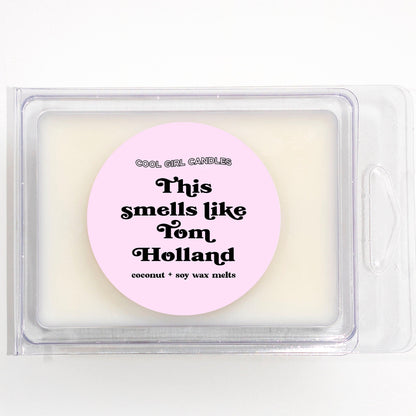 COOL GIRL CANDLES
This
smells like
Tom
Holland
coconut + soy wax melts